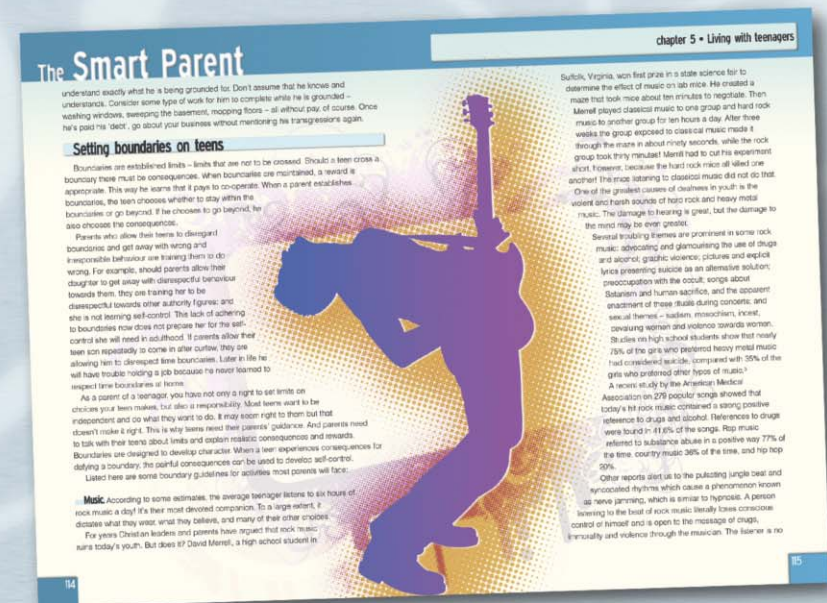 The Smart Parent
chapter 5 • Living with teenagers
understand exactly what he is being grounded for. Don't assume that he knows and
understands. Consider some type of work for him to complete while he is grounded –
washing windows, sweeping the basement, mopping floors – all without pay, of course. Once
he's paid his 'debt', go about your business without mentioning his transgressions again.
Setting boundaries on teens
Boundaries are established limits – limits that are not to be crossed. Should a teen cross a
boundary there must be consequences. When boundaries are maintained, a reward is
appropriate. This way he learns that it pays to co-operate. When a parent establishes
boundaries, the teen chooses whether to stay within the
boundaries or go beyond. If he chooses to go beyond, he
also chooses the consequences.
Parents who allow their teens to disregard
boundaries and get away with wrong and
irresponsible behaviour are training them to do
wrong. For example, should parents allow their
daughter to get away with disrespectful behaviour
towards them, they are training her to be
disrespectful towards other authority figures; and
she is not learning self-control. This lack of adhering
to boundaries now does not prepare her for the self-
control she will need in adulthood. If parents allow their
teen son repeatedly to come in after curfew, they are
allowing him to disrespect time boundaries. Later in life he
will have trouble holding a job because he never learned to
respect time boundaries at home.
As a parent of a teenager, you have not only a right to set limits on
choices your teen makes, but also a responsibility. Most teens want to be
independent and do what they want to do. It may seem right to them but that
doesn't make it right. This is why teens need their parents' guidance. And parents need
to talk with their teens about limits and explain realistic consequences and rewards.
Boundaries are designed to develop character. When a teen experiences consequences for
defying a boundary, the painful consequences can be used to develop self-control.
Listed here are some boundary guidelines for activities most parents will face:
Music. According to some estimates, the average teenager listens to six hours of
rock music a day! It's their most devoted companion. To a large extent, it
dictates what they wear, what they believe, and many of their other choices.
For years Christian leaders and parents have argued that rock music
ruins today's youth. But does it? David Merrell, a high school student in
114
Suffolk, Virginia, won first prize in a state science fair to
determine the effect of music on lab mice. He created a
maze that took mice about ten minutes to negotiate. Then
Merrell played classical music to one group and hard rock
music to another group for ten hours a day. After three
weeks the group exposed to classical music made it
through the maze in about ninety seconds, while the rock
group took thirty minutes! Merrill had to cut his experiment
short, however, because the hard rock mice all killed one
another! The mice listening to classical music did not do that.
One of the greatest causes of deafness in youth is the
violent and harsh sounds of hard rock and heavy metal
music. The damage to hearing is great, but the damage to
the mind may be even greater.
Several troubling themes are prominent in some rock
music: advocating and glamourising the use of drugs
and alcohol; graphic violence; pictures and explicit
lyrics presenting suicide as an alternative solution;
preoccupation with the occult; songs about
Satanism and human sacrifice, and the apparent
enactment of these rituals during concerts; and
sexual themes – sadism, masochism, incest,
devaluing women and violence towards women.
Studies on high school students show that nearly
75% of the girls who preferred heavy metal music
had considered suicide, compared with 35% of the
girls who preferred other types of music.
A recent study by the American Medical
Association on 279 popular songs showed that
today's hit rock music contained a strong positive
reference to drugs and alcohol. References to drugs
were found in 41.6% of the songs. Rap music
referred to substance abuse in a positive way 77% of
the time, country music 36% of the time, and hip hop
20%.
Other reports alert us to the pulsating jungle beat and
syncopated rhythms which cause a phenomenon known
as nerve jamming, which is similar to hypnosis. A person
listening to the beat of rock music literally loses conscious
control of himself and is open to the message of drugs,
immorality and violence through the musician. The listener is no
115